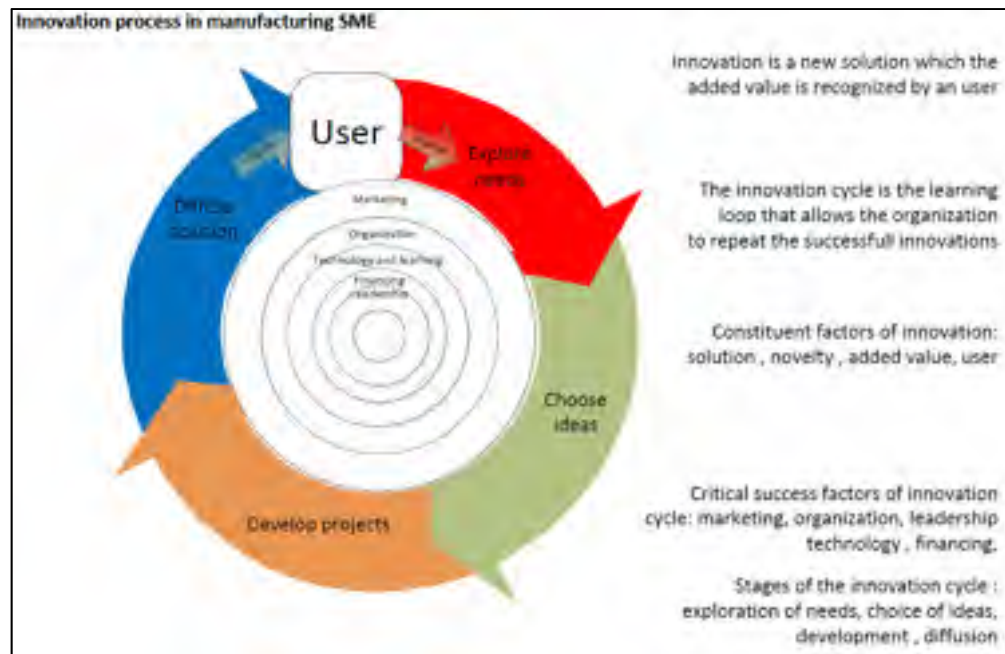 Innovation process in manufacturing SME
User
Explore
needs
Diffuse
solution
Marketing
Organization
Technology and learning
Financing
Leadership
Choose
ideas
Develop projects
Innovation is a new solution which the
added value is recognized by an user
The innovation cycle is the learning
loop that allows the organization
to repeat the successfull innovations
Constituent factors of innovation:
solution , novelty , added value, user
Critical success factors of innovation
cycle: marketing, organization, leadership
technology , financing,
Stages of the innovation cycle :
exploration of needs, choice of ideas,
development , diffusion